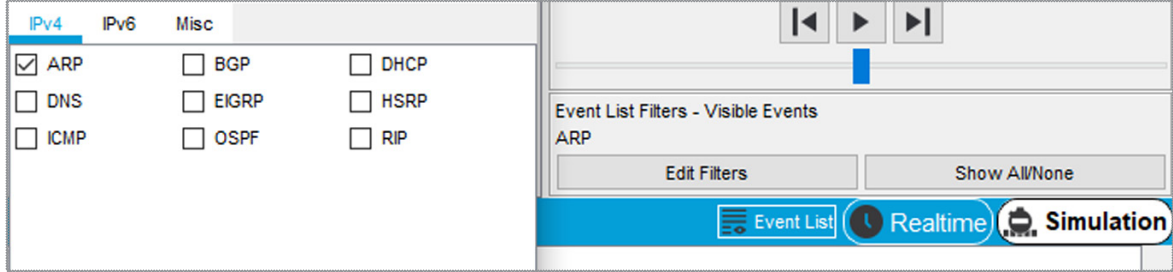 IPv4 IPv6 Misc
ARP BGP DHCP
DNS EIGRP HSRP
ICMP OSPF RIP
Event List Filters - Visible Events
ARP
Edit Filters Show All/None
Event List Realtime Simulation